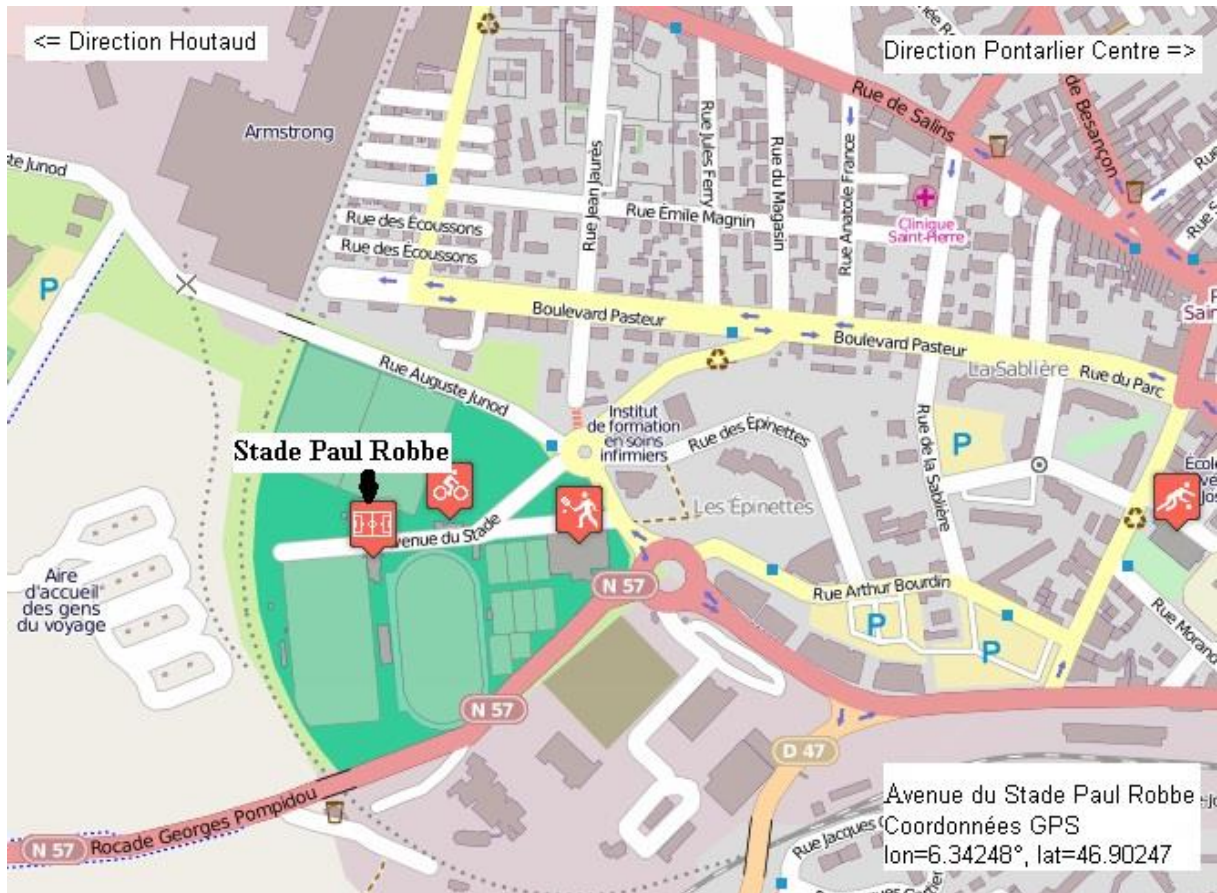 <= Direction Houtaud
Direction Pontarlier Centre =>
Rue de Salins
de Besançon
Armstrong
Junod
Rue Jean Jaurès
Rue Jules Ferry
Rue du Magasin
Rue Anatole France
Clinique
Saint-Pierre
Rue Émile Magnin
Rue des Écoussons
Rue des Écoussons
P
Boulevard Pasteur
Boulevard Pasteur
La Sablière
Rue du Parc
Rue Auguste Junod
Institut
de formation
en soins
infirmiers
Rue des Épinettes
Rue de la Sablière
P
Stade Paul Robbe
Les Épinettes
Avenue du Stade
N 57
Aire
d'accueil
des gens
du voyage
Rue Arthur Bourdin
P
P
Rue Morand
N 57
D 47
Rocade Georges Pompidou
N 57
Rue Jacques
Avenue du Stade Paul Robbe
Coordonnées GPS
lon=6.34248°, lat=46.90247